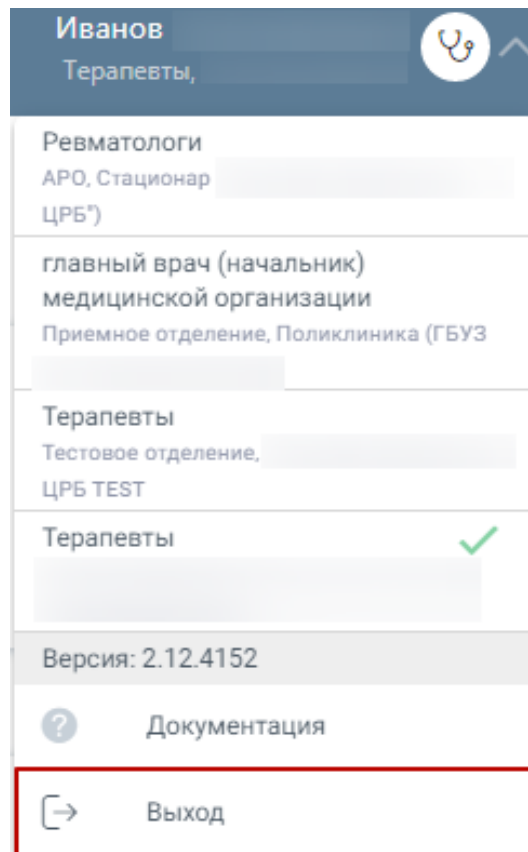 Иванов
Терапевты,
Ревматологи
АРО, Стационар
ЦРБ")
главный врач (начальник)
медицинской организации
Приемное отделение, Поликлиника (ГБУЗ
Терапевты
Тестовое отделение,
ЦРБ TEST
Терапевты
Версия: 2.12.4152
?
Документация
Выход